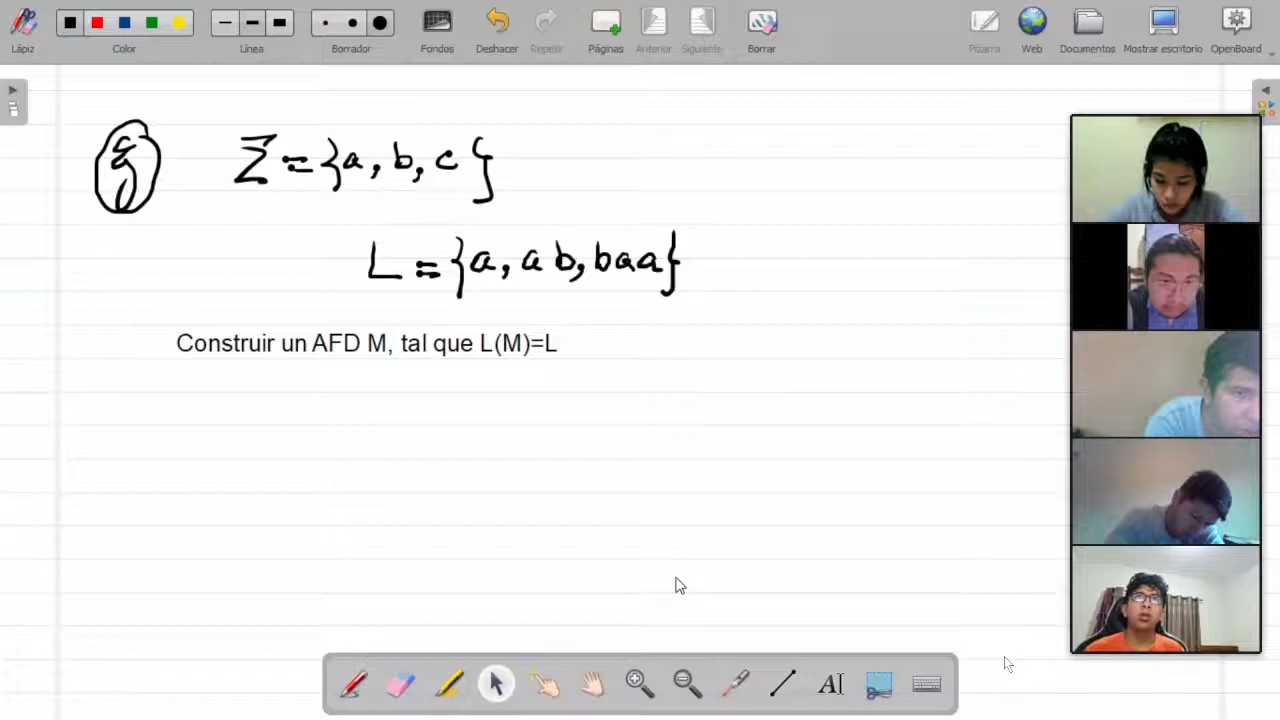 Lápiz Color Línea Borrador Fondos Deshacer Repetir Páginas Anterior Siguiente Borrar Pizarra Web Documentos Mostrar escritorio OpenBoard
Σ = {a, b, c}
L = {a, ab, baa}
Construir un AFD M, tal que L(M)=L
AI